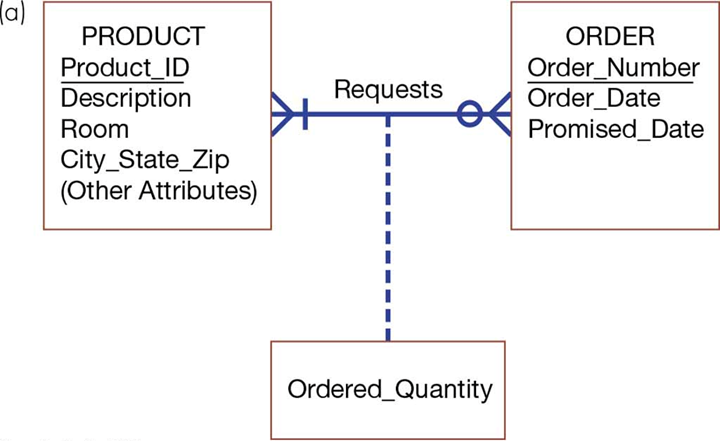 (a)
PRODUCT
Product_ID
Description
Room
City_State_Zip
(Other Attributes)
Requests
ORDER
Order_Number
Order_Date
Promised_Date
Ordered_Quantity